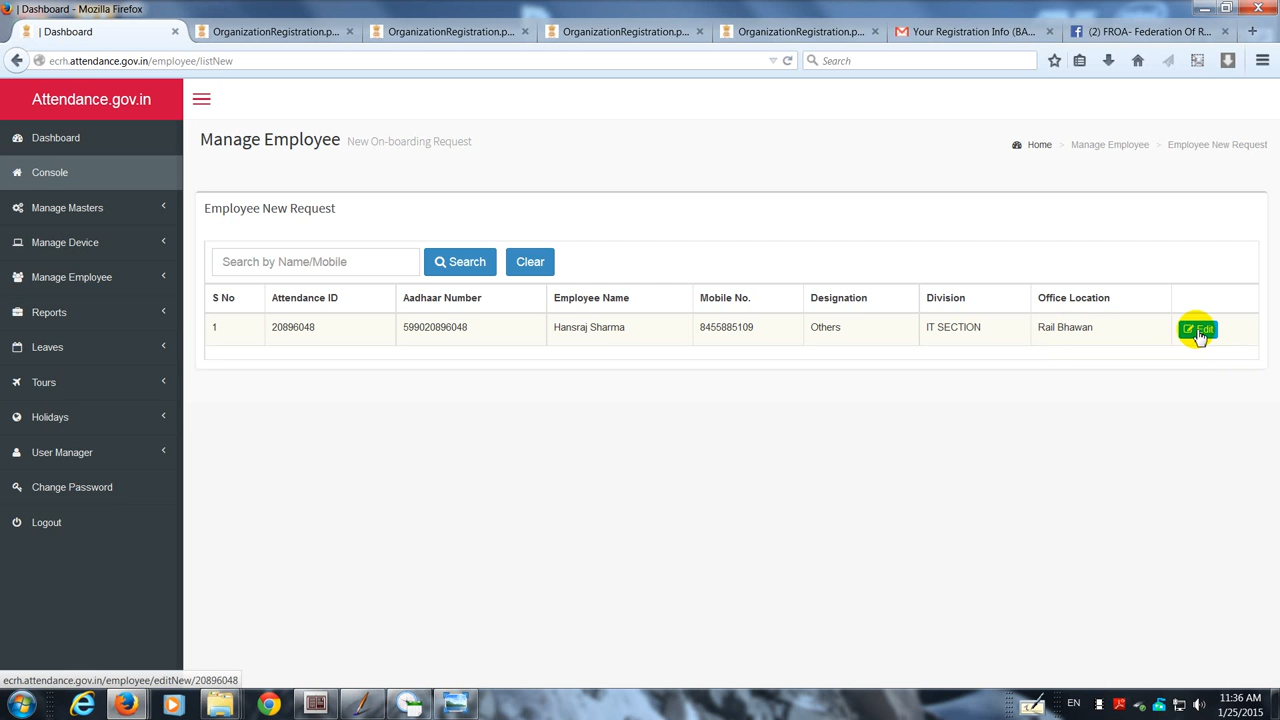 | Dashboard - Mozilla Firefox
| Dashboard
OrganizationRegistration.p...
OrganizationRegistration.p...
OrganizationRegistration.p...
OrganizationRegistration.p...
Your Registration Info (BA...
(2) FROA- Federation Of R...
ecrh.attendance.gov.in/employee/listNew
Search
Attendance.gov.in
Dashboard
Console
Manage Masters
Manage Device
Manage Employee
Reports
Leaves
Tours
Holidays
User Manager
Change Password
Logout
Manage Employee New On-boarding Request
Home > Manage Employee > Employee New Request
Employee New Request
Search by Name/Mobile Search Clear
S No Attendance ID Aadhaar Number Employee Name Mobile No. Designation Division Office Location
1 20896048 599020896048 Hansraj Sharma 8455885109 Others IT SECTION Rail Bhawan Edit
ecrh.attendance.gov.in/employee/editNew/20896048
EN
11:36 AM
1/25/2015